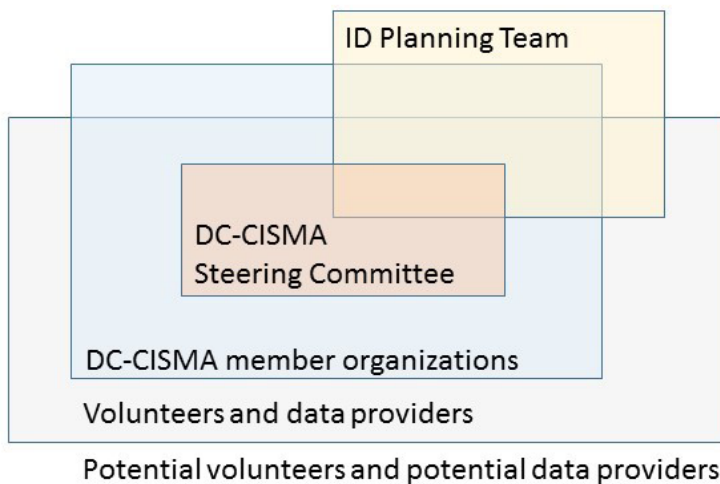 ID Planning Team
DC-CISMA
Steering Committee
DC-CISMA member organizations
Volunteers and data providers
Potential volunteers and potential data providers